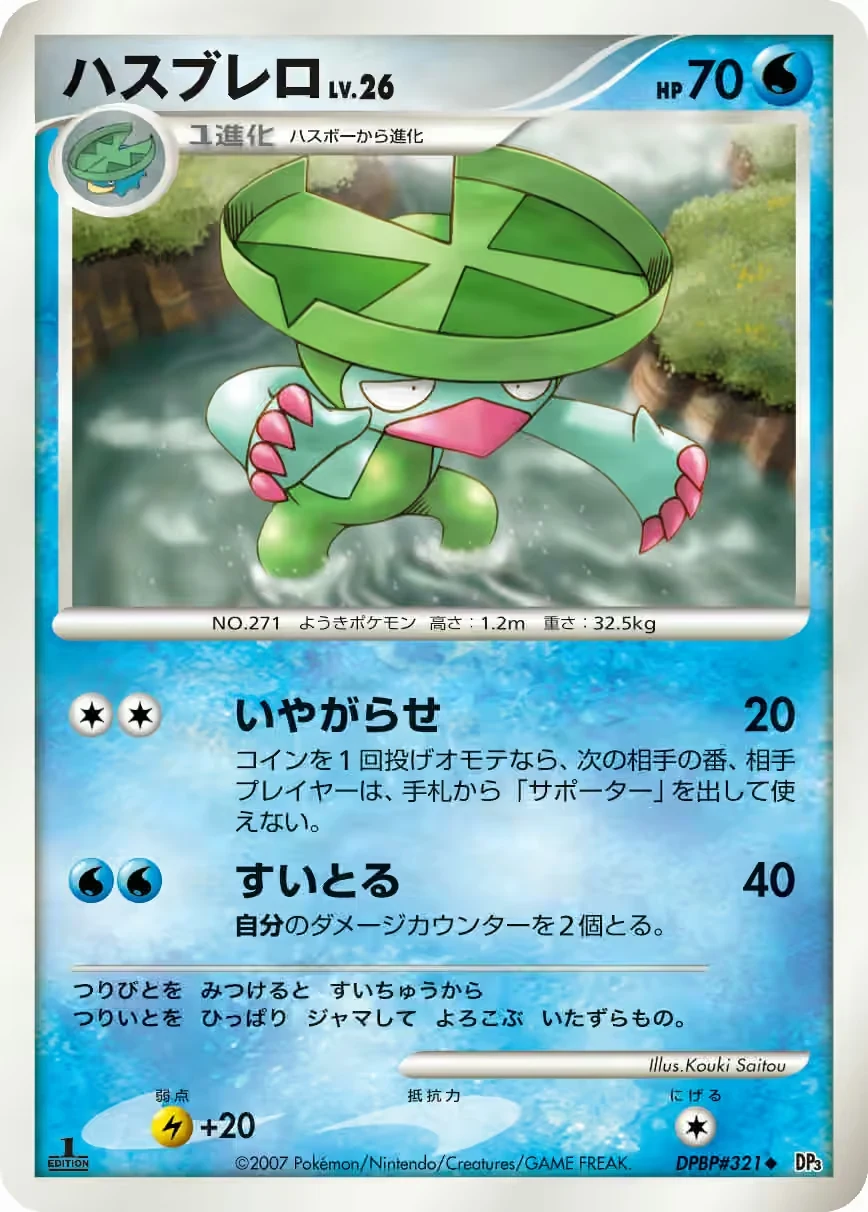 ハスブレロ LV.26 HP 70
1進化 ハスボーから進化
NO.271 ようきポケモン 高さ：1.2m 重さ：32.5kg
いやがらせ 20
コインを1回投げオモテなら、次の相手の番、相手
プレイヤーは、手札から「サポーター」を出して使
えない。
すいとる 40
自分のダメージカウンターを2個とる。
つりびとを みつけると すいちゅうから
つりいとを ひっぱり ジャマして よろこぶ いたずらもの。
Illus.Kouki Saitou
弱点 抵抗力 にげる
+20
1
EDITION
©2007 Pokémon/Nintendo/Creatures/GAME FREAK.
DPBP#321 DP3